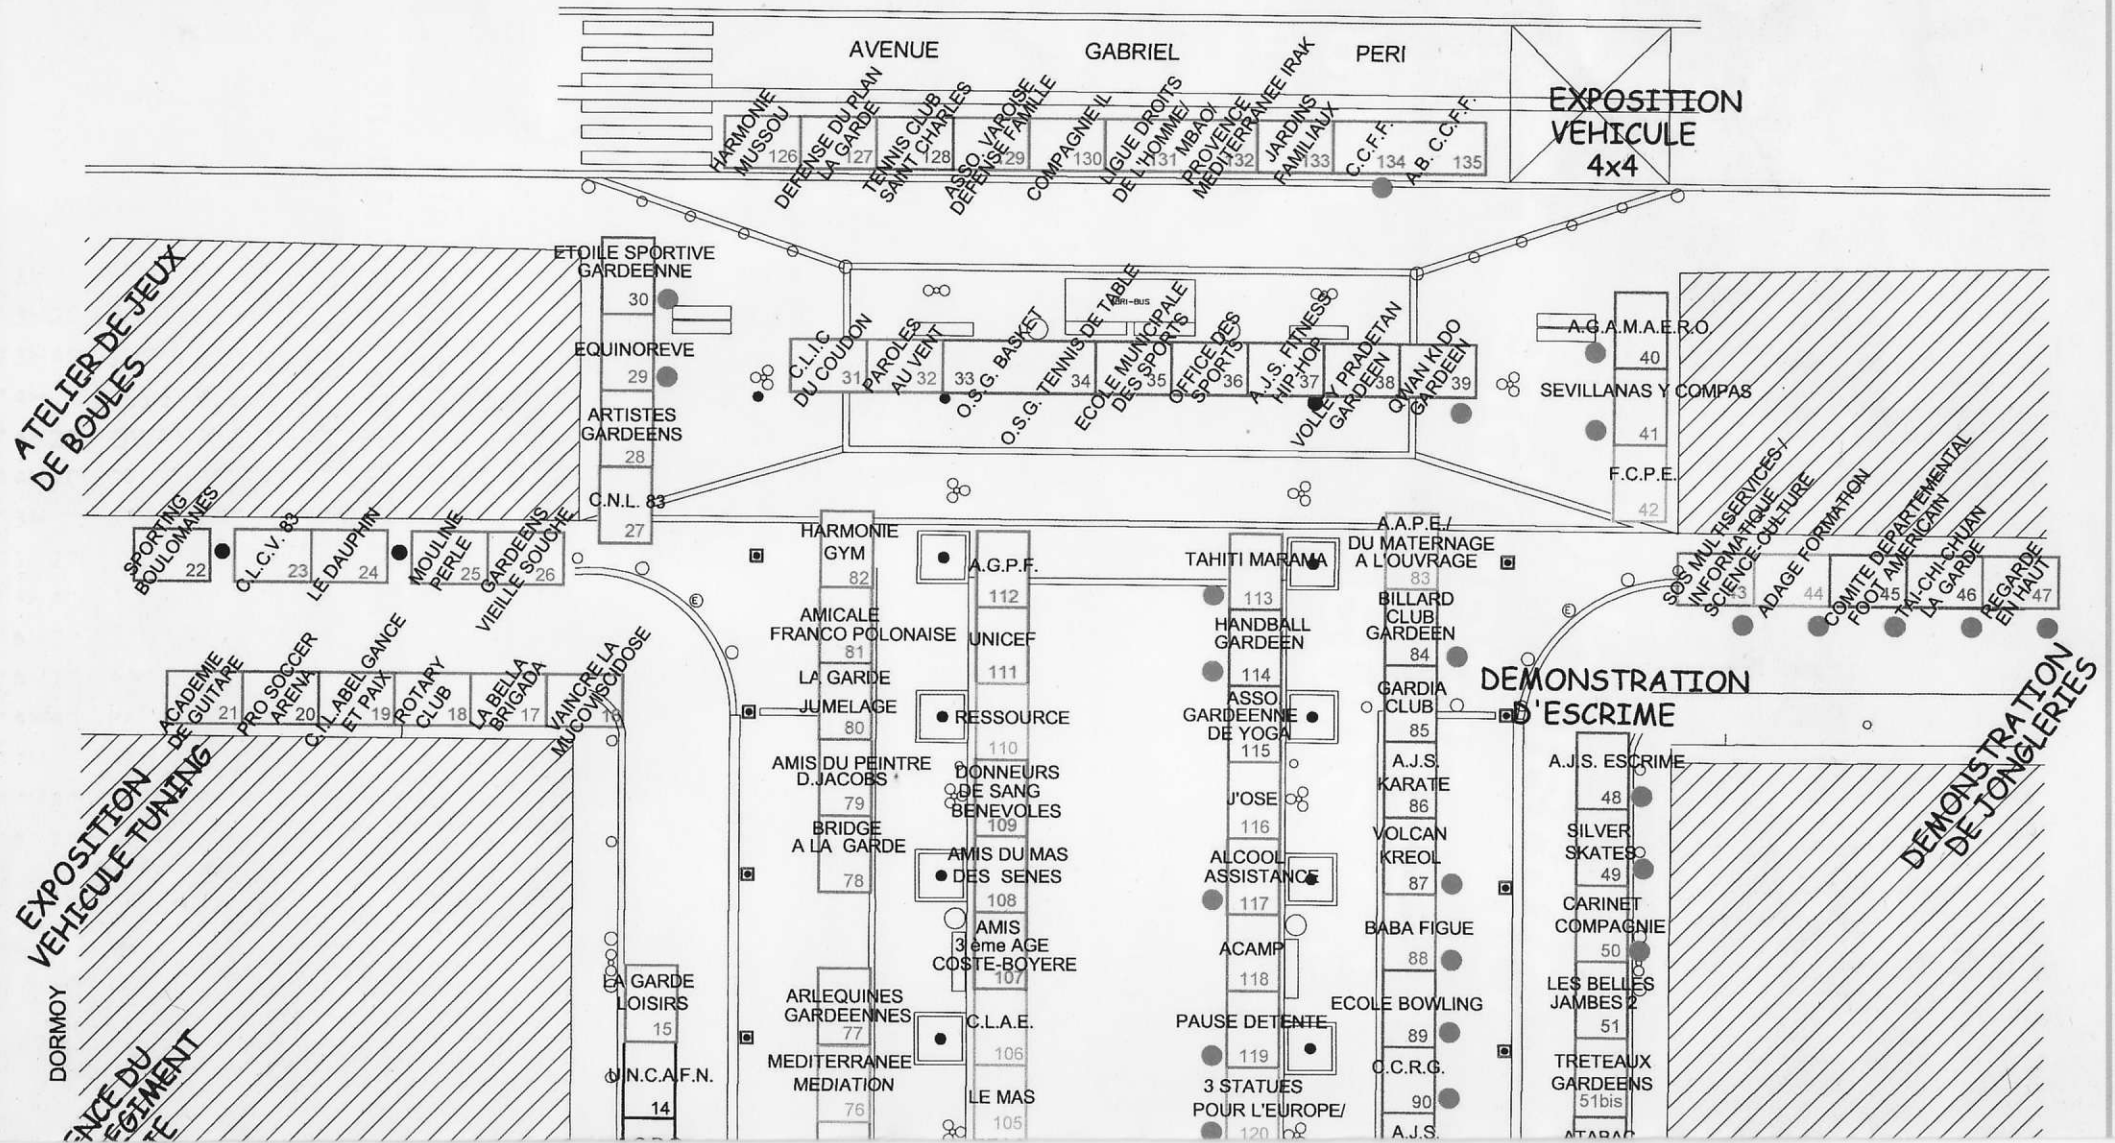 AVENUE GABRIEL PERI
EXPOSITION
VEHICULE
4x4
HARMONIE
MUSSOU
126
DEFENSE DU PLAN
LA GARDE
127
TENNIS CLUB
SAINT CHARLES
128
ASSO. VAROISE
DEFENSE FAMILLE
129
COMPAGNIE IL
130
LIGUE DROITS
DE L'HOMME/
131
MBAO/
PROVENCE
MEDITERRANEE IRAK
132
JARDINS
FAMILIAUX
133
C.C.F.F.
134
A.B. C.C.F.F.
135
ATELIER DE JEUX
DE BOULES
ETOILE SPORTIVE
GARDEENNE
30
EQUINOREVE
29
ARTISTES
GARDEENS
28
C.N.L. 83
27
ABRI-BUS
C.L.I.C.
DU COUDON
31
PAROLES
AU VENT
32
O.S.G. BASKET
33
O.S.G. TENNIS DE TABLE
34
ECOLE MUNICIPALE
DES SPORTS
35
OFFICE DES
SPORTS
36
A.J.S. FITNESS
HIP-HOP
37
VOLLEY PRADETAN
GARDEEN
38
QWAN KI DO
GARDEEN
39
A.G.A.M.A.E.R.O.
40
SEVILLANAS Y COMPAS
41
F.C.P.E.
42
SPORTING
BOULOMANES
22
C.L.C.V. 83
23
LE DAUPHIN
24
MOULINE
PERLE
25
GARDEENS
VIEILLE SOUCHE
26
SOS MULTISERVICES /
INFORMATIQUE
SCIENCE-CULTURE
ADAGE FORMATION
44
COMITE DEPARTEMENTAL
FOOT AMERICAIN
45
TAI-CHI-CHUAN
LA GARDE
46
REGARDE
EN HAUT
47
ACADEMIE
DE GUITARE
21
PRO SOCCER
ARENA
20
C.I.L. ABEL GANCE
ET PAIX
19
ROTARY
CLUB
18
LA BELLA
BRIGADA
17
VAINCRE LA
MUCOVISCIDOSE
16
EXPOSITION
VEHICULE TUNING
DORMOY
LA GARDE
LOISIRS
15
U.N.C.A.F.N.
14
HARMONIE
GYM
82
AMICALE
FRANCO POLONAISE
81
LA GARDE
JUMELAGE
80
AMIS DU PEINTRE
D.JACOBS
79
BRIDGE
A LA GARDE
78
ARLEQUINES
GARDEENNES
77
MEDITERRANEE
MEDIATION
76
A.G.P.F.
112
UNICEF
111
RESSOURCE
110
DONNEURS
DE SANG
BENEVOLES
109
AMIS DU MAS
DES SENES
108
AMIS
3 ème AGE
COSTE-BOYERE
107
C.L.A.E.
106
LE MAS
105
TAHITI MARAMA
113
HANDBALL
GARDEEN
114
ASSO
GARDEENNE
DE YOGA
115
J'OSE
116
ALCOOL
ASSISTANCE
117
ACAMP
118
PAUSE DETENTE
119
3 STATUES
POUR L'EUROPE/
120
A.A.P.E./
DU MATERNAGE
A L'OUVRAGE
83
BILLARD
CLUB
GARDEEN
84
GARDIA
CLUB
85
A.J.S.
KARATE
86
VOLCAN
KREOL
87
BABA FIGUE
88
ECOLE BOWLING
89
C.C.R.G.
90
A.J.S.
DEMONSTRATION
D'ESCRIME
A.J.S. ESCRIME
48
SILVER
SKATES
49
CARINET
COMPAGNIE
50
LES BELLES
JAMBES 2
51
TRETEAUX
GARDEENS
51bis
DEMONSTRATION
DE JONGLERIES